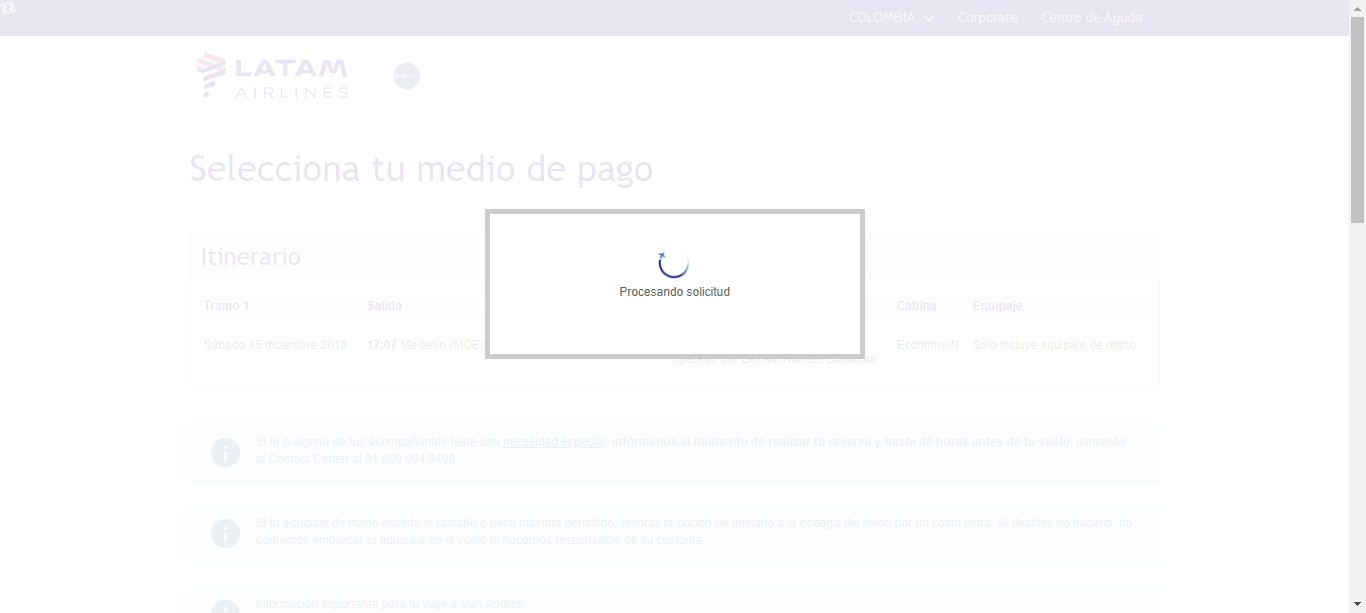 COLOMBIA
Corporate
Centro de Ayuda
LATAM
AIRLINES
Selecciona tu medio de pago
Itinerario
Procesando solicitud
Tramo 1
Salida
Cabina
Equipaje
Sábado 15 diciembre 2018
17:07 Medellín (MDE)
Economy-N
Sólo incluye equipaje de mano
Operado por LATAM Airlines Colombia
Si tú o alguno de tus acompañantes tiene una necesidad especial, infórmanos al momento de realizar tu reserva y hasta 48 horas antes de tu vuelo, llamando
al Contact Center al 01 800 094 9490.
Si tu equipaje de mano excede el tamaño o peso máximo permitido, tendrás la opción de enviarlo a la bodega del avión por un costo extra. Si decides no hacerlo, no
podremos embarcar tu equipaje en el vuelo ni hacernos responsable de su custodia.
Información importante para tu viaje a San Andrés: